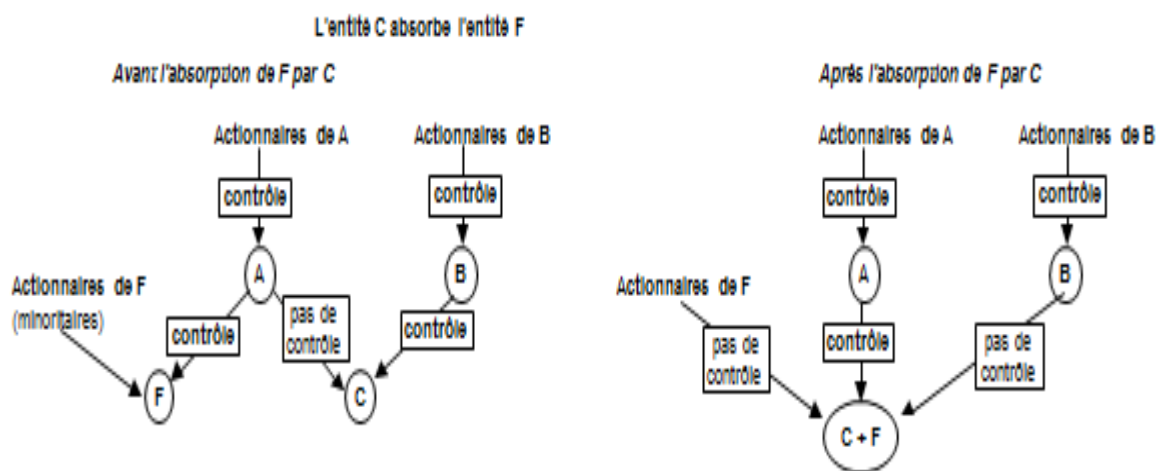 L'entité C absorbe l'entité F
Avant l'absorption de F par C
Actionnaires de A
Actionnaires de B
contrôle
contrôle
A
B
Actionnaires de F
(minoritaires)
contrôle
pas de
contrôle
contrôle
F
C
Après l'absorption de F par C
Actionnaires de A
Actionnaires de B
contrôle
contrôle
A
B
Actionnaires de F
pas de
contrôle
contrôle
pas de
contrôle
C + F